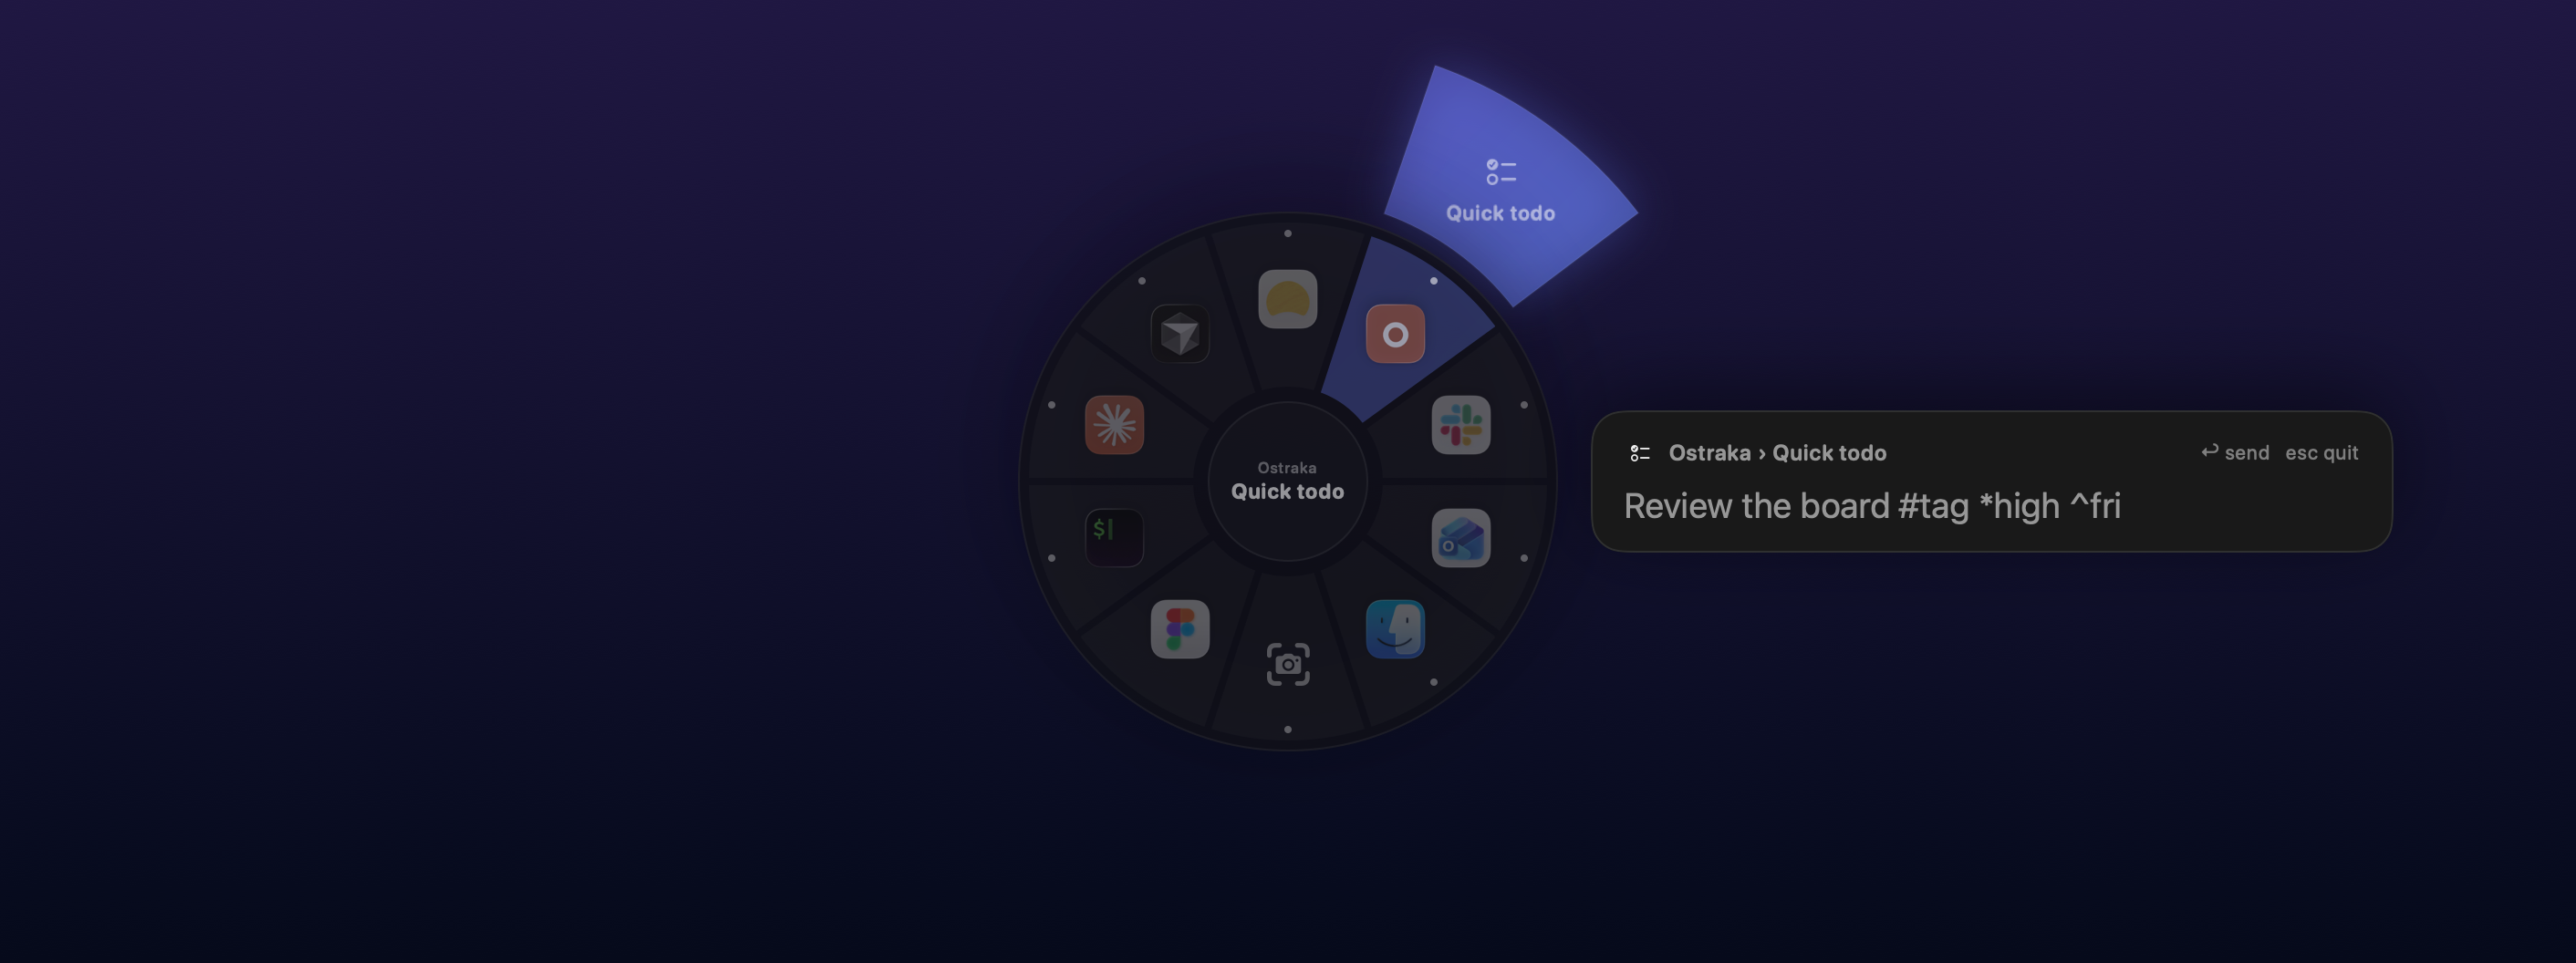 Quick todo
Ostraka
Quick todo
$
O
Ostraka › Quick todo
↩ send esc quit
Review the board #tag *high ^fri